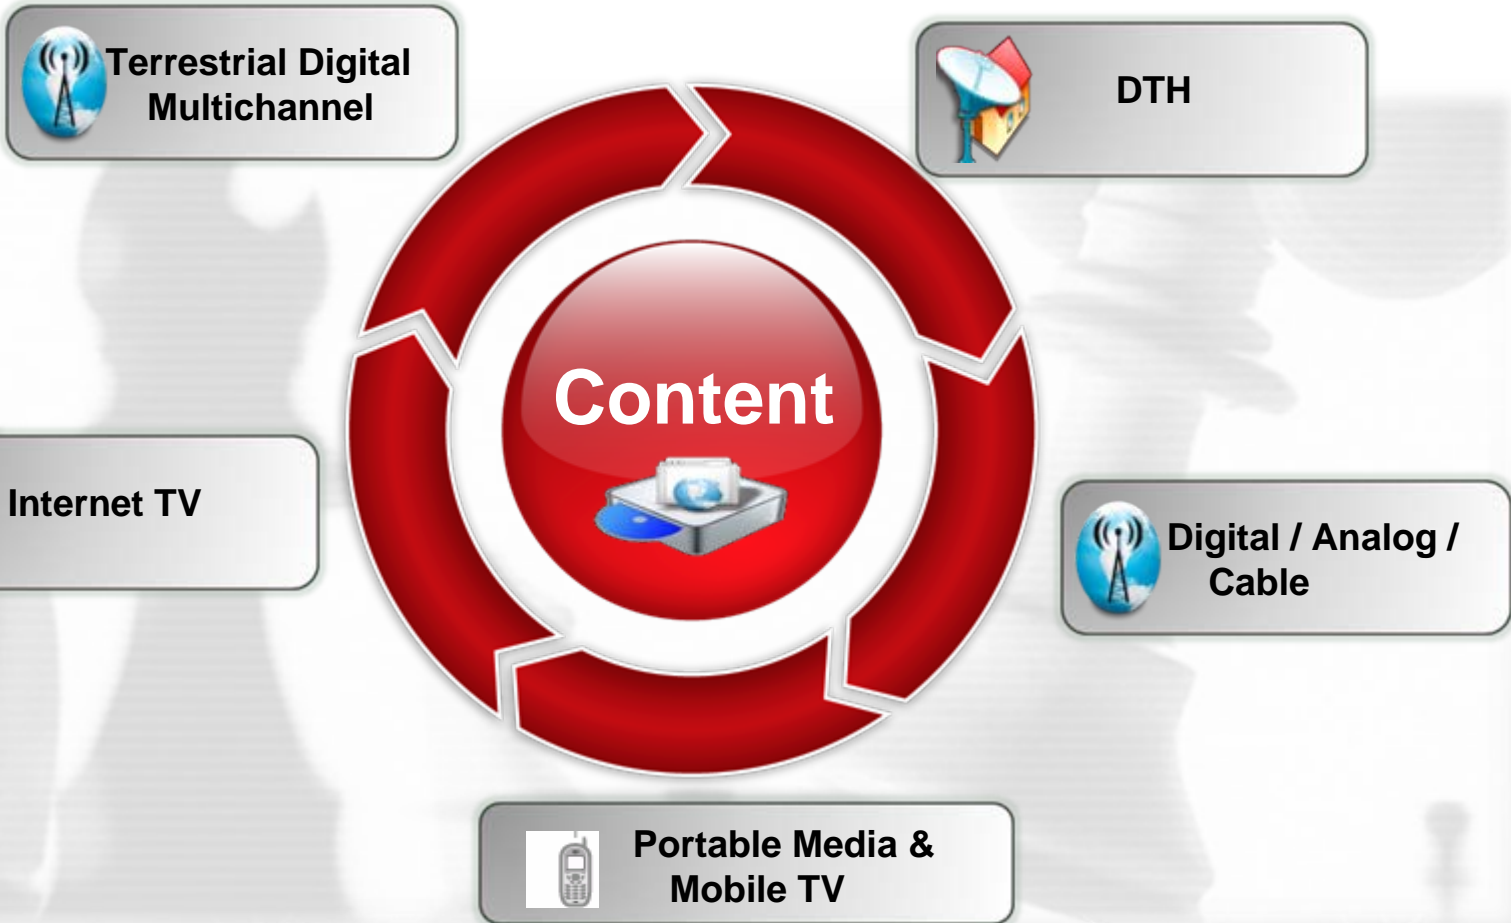 Terrestrial Digital
Multichannel
DTH
Content
Internet TV
Digital / Analog /
Cable
Portable Media &
Mobile TV